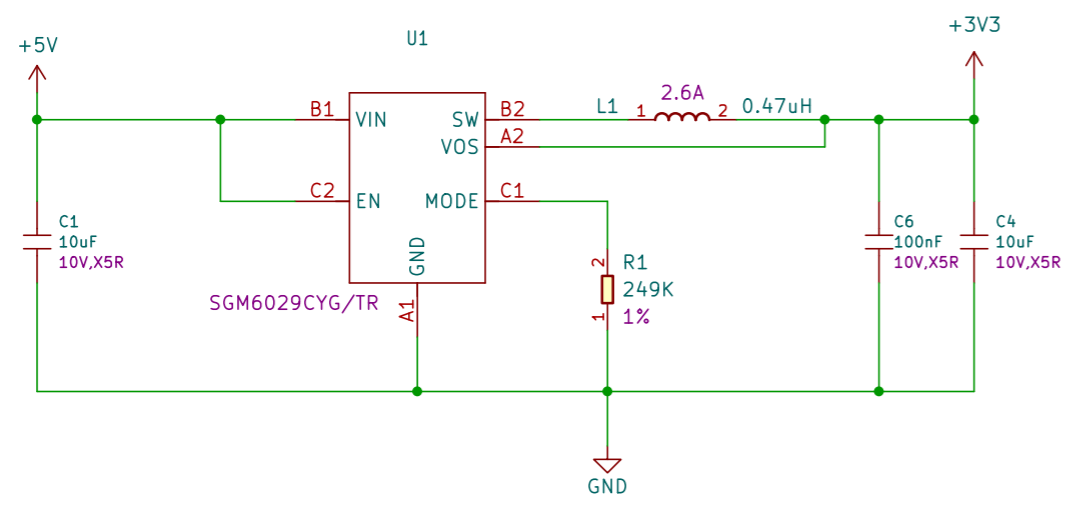 +5V
U1
+3V3
B1
VIN
SW
B2
L1
1
2.6A
2
0.47uH
VOS
A2
C2
EN
MODE
C1
GND
A1
SGM6029CYG/TR
C1
10uF
10V,X5R
2
R1
249K
1
1%
C6
100nF
10V,X5R
C4
10uF
10V,X5R
GND